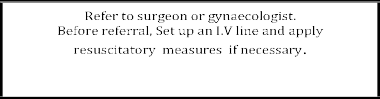 Refer to surgeon or gynaecologist.
Before referral, Set up an I.V line and apply
resuscitatory measures if necessary.